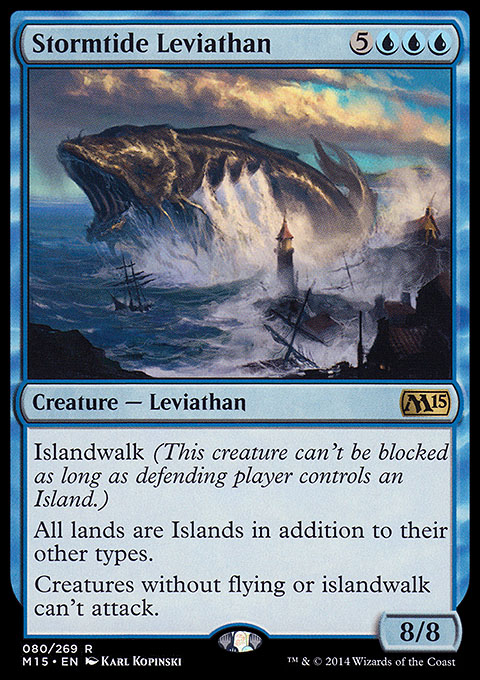 Stormtide Leviathan 5
Creature — Leviathan M15
Islandwalk (This creature can't be blocked
as long as defending player controls an
Island.)
All lands are Islands in addition to their
other types.
Creatures without flying or islandwalk
can't attack.
8/8
080/269 R
M15 • EN Karl Kopinski ™ & © 2014 Wizards of the Coast